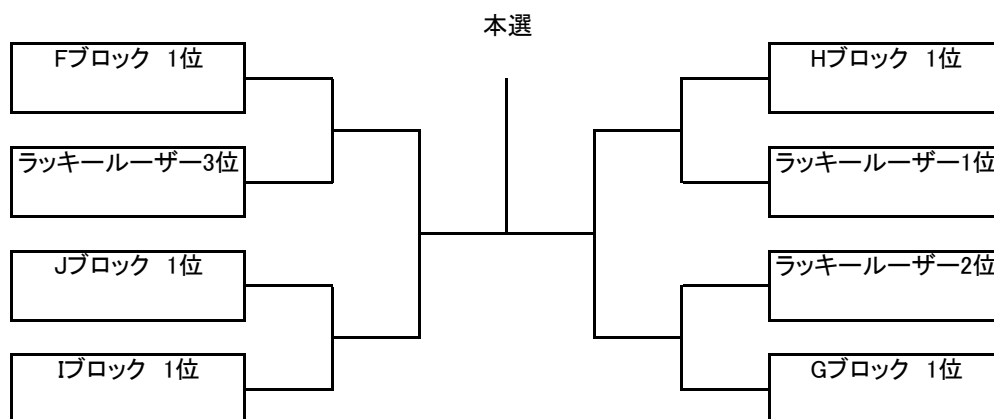 本選
Fブロック　1位
Hブロック　1位
ラッキールーザー3位
ラッキールーザー1位
Jブロック　1位
ラッキールーザー2位
Iブロック　1位
Gブロック　1位